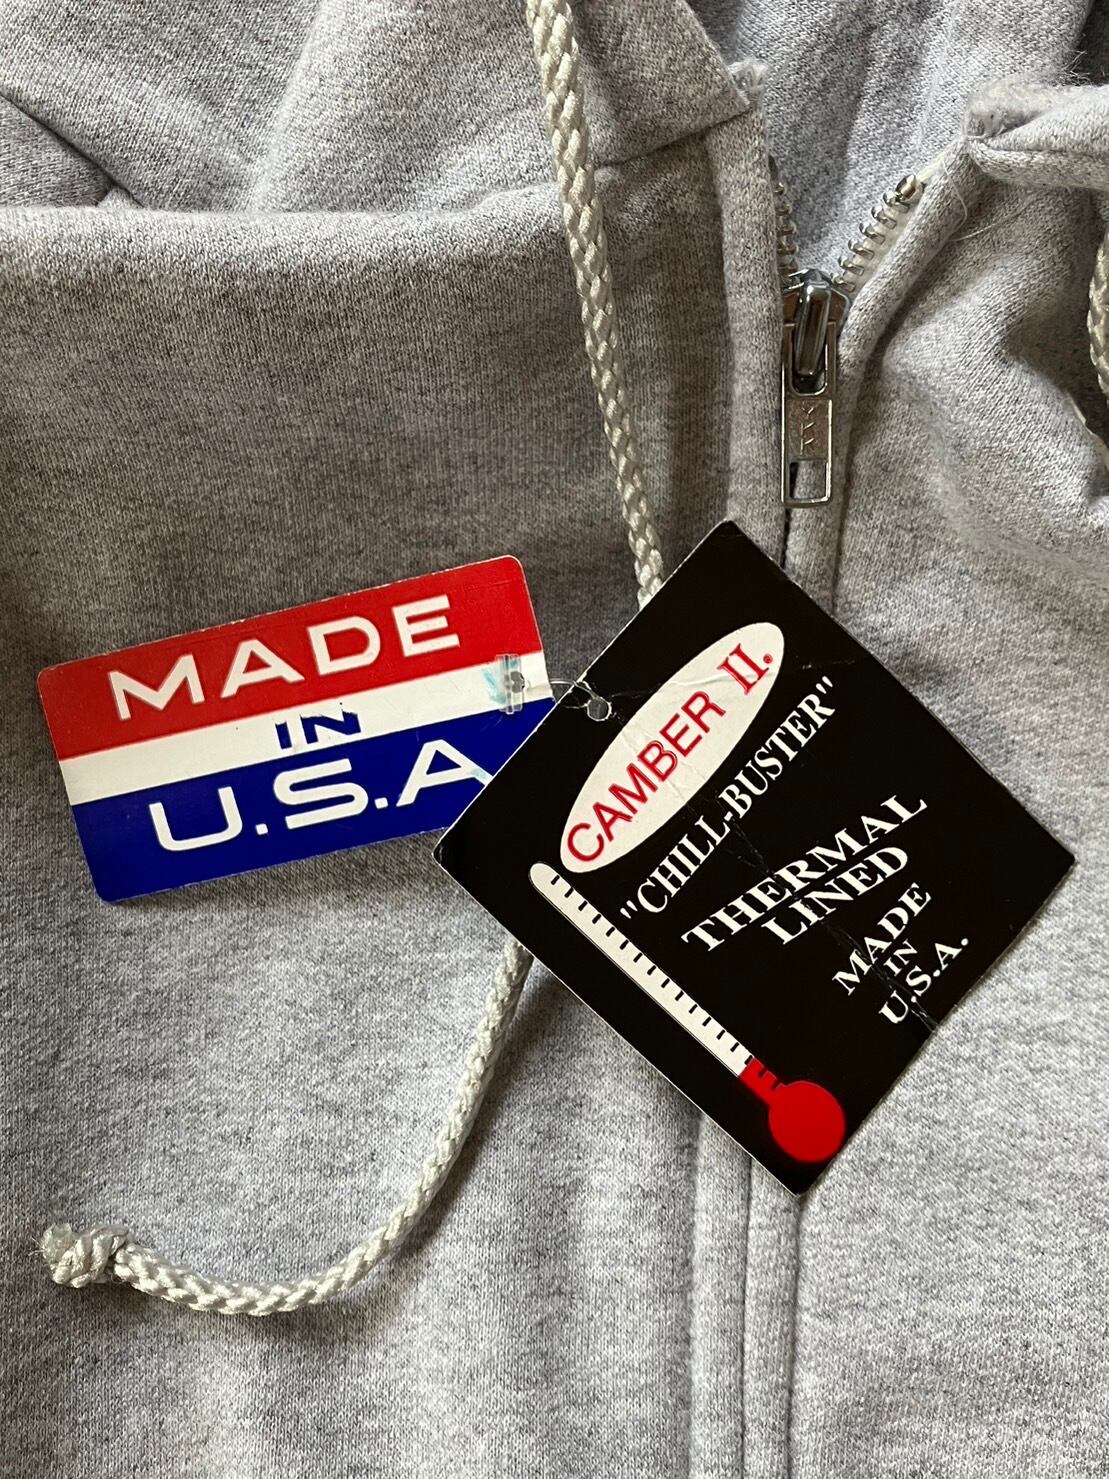 MADE
IN
U.S.A
CAMBER II.
"CHILL-BUSTER"
THERMAL
LINED
MADE
IN
U.S.A.